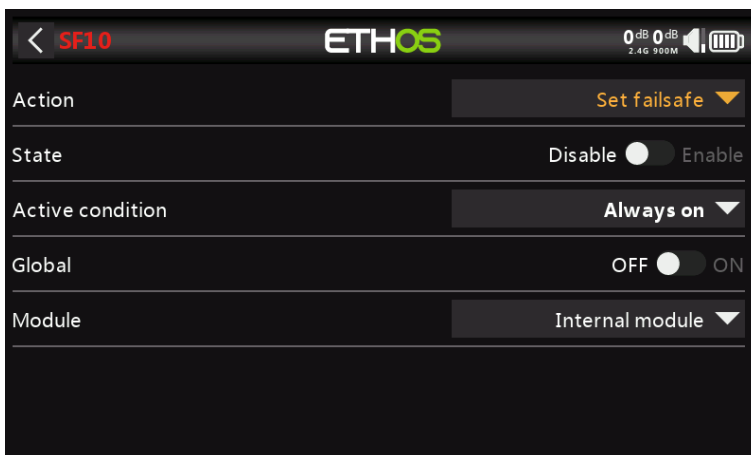 SF10 ETHOS 0dB 0dB
2.4G 900M
Action Set failsafe
State Disable Enable
Active condition Always on
Global OFF ON
Module Internal module